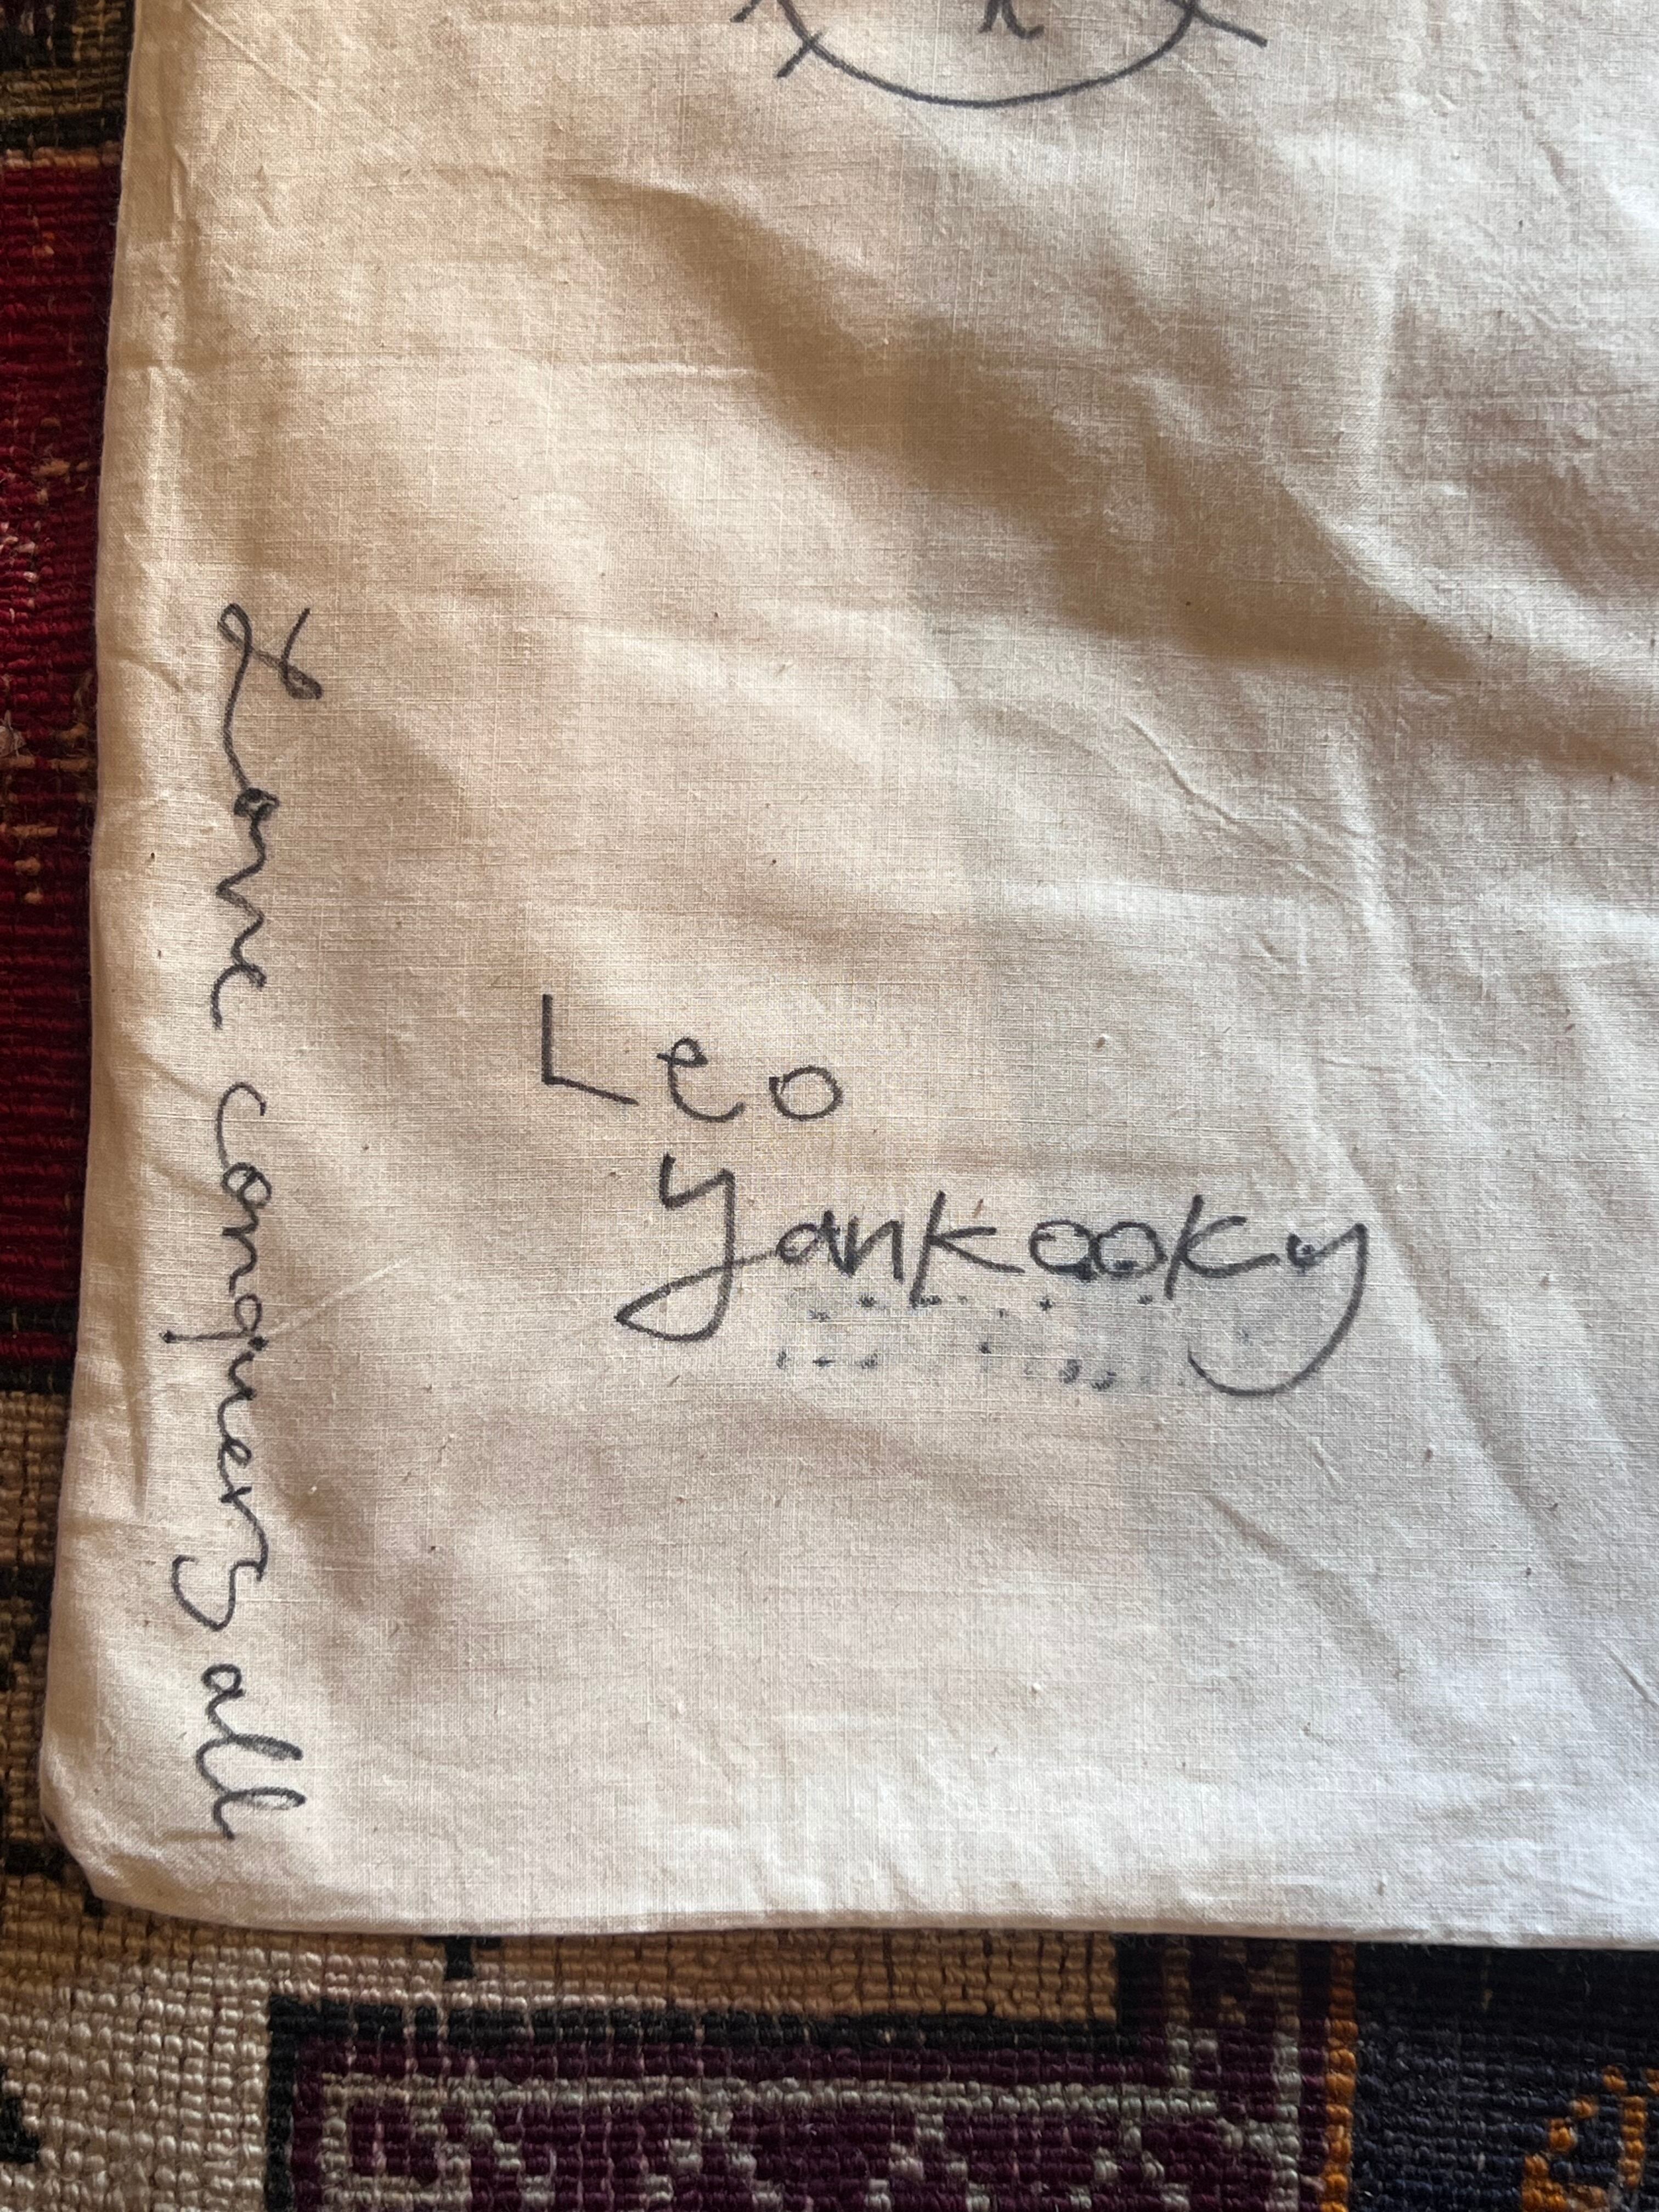 Love conquers all
Leo
Yankooky